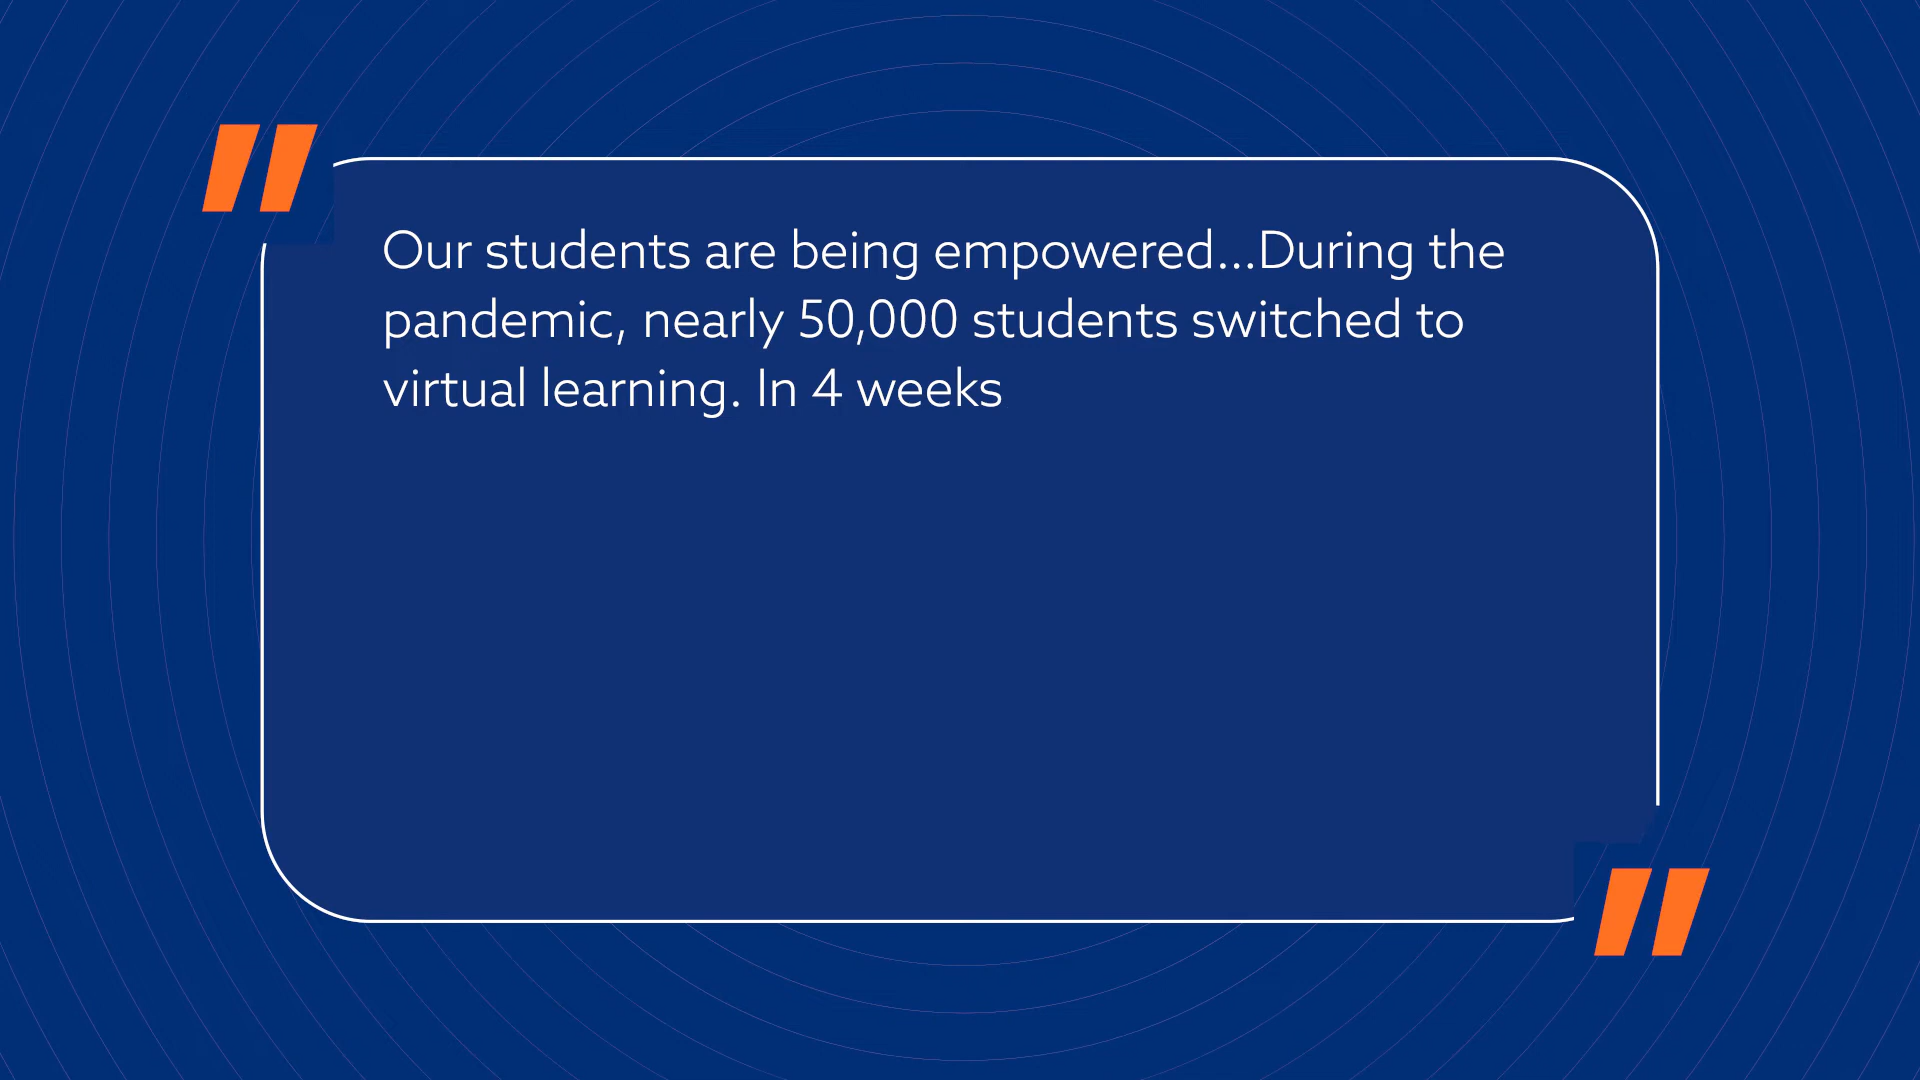 Our students are being empowered...During the
pandemic, nearly 50,000 students switched to
virtual learning. In 4 weeks